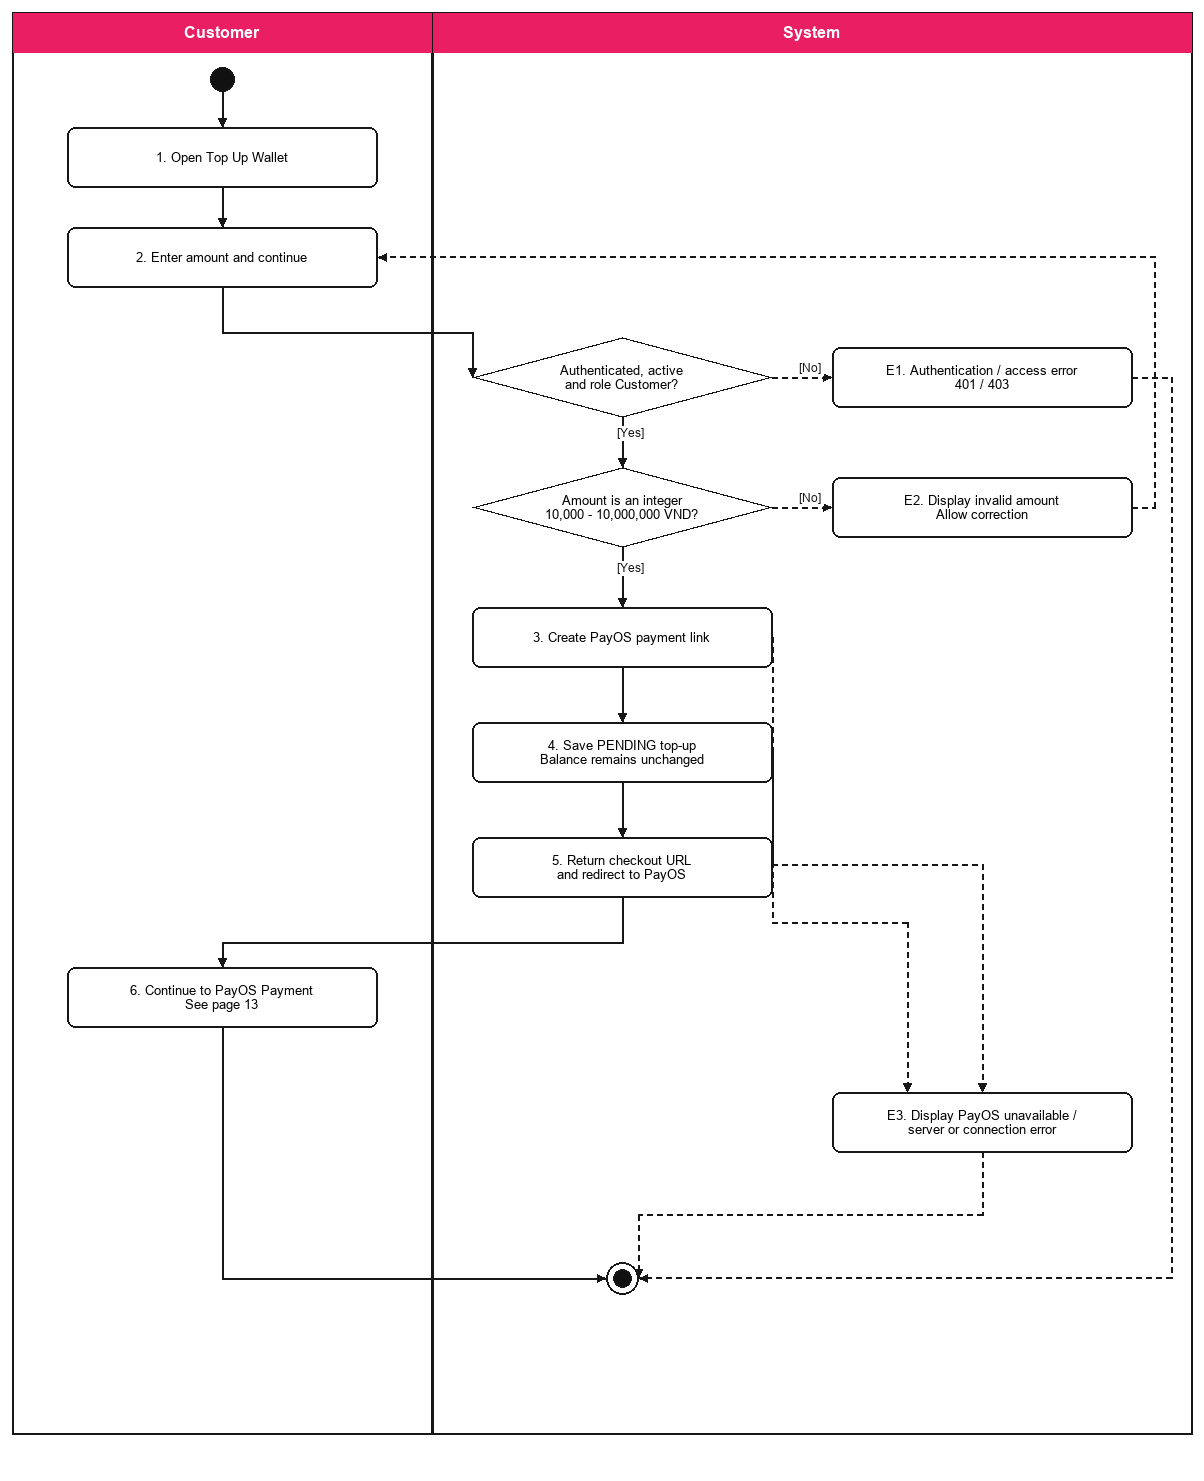 Customer
System
1. Open Top Up Wallet
2. Enter amount and continue
Authenticated, active
and role Customer?
[No]
E1. Authentication / access error
401 / 403
[Yes]
Amount is an integer
10,000 - 10,000,000 VND?
[No]
E2. Display invalid amount
Allow correction
[Yes]
3. Create PayOS payment link
4. Save PENDING top-up
Balance remains unchanged
5. Return checkout URL
and redirect to PayOS
6. Continue to PayOS Payment
See page 13
E3. Display PayOS unavailable /
server or connection error